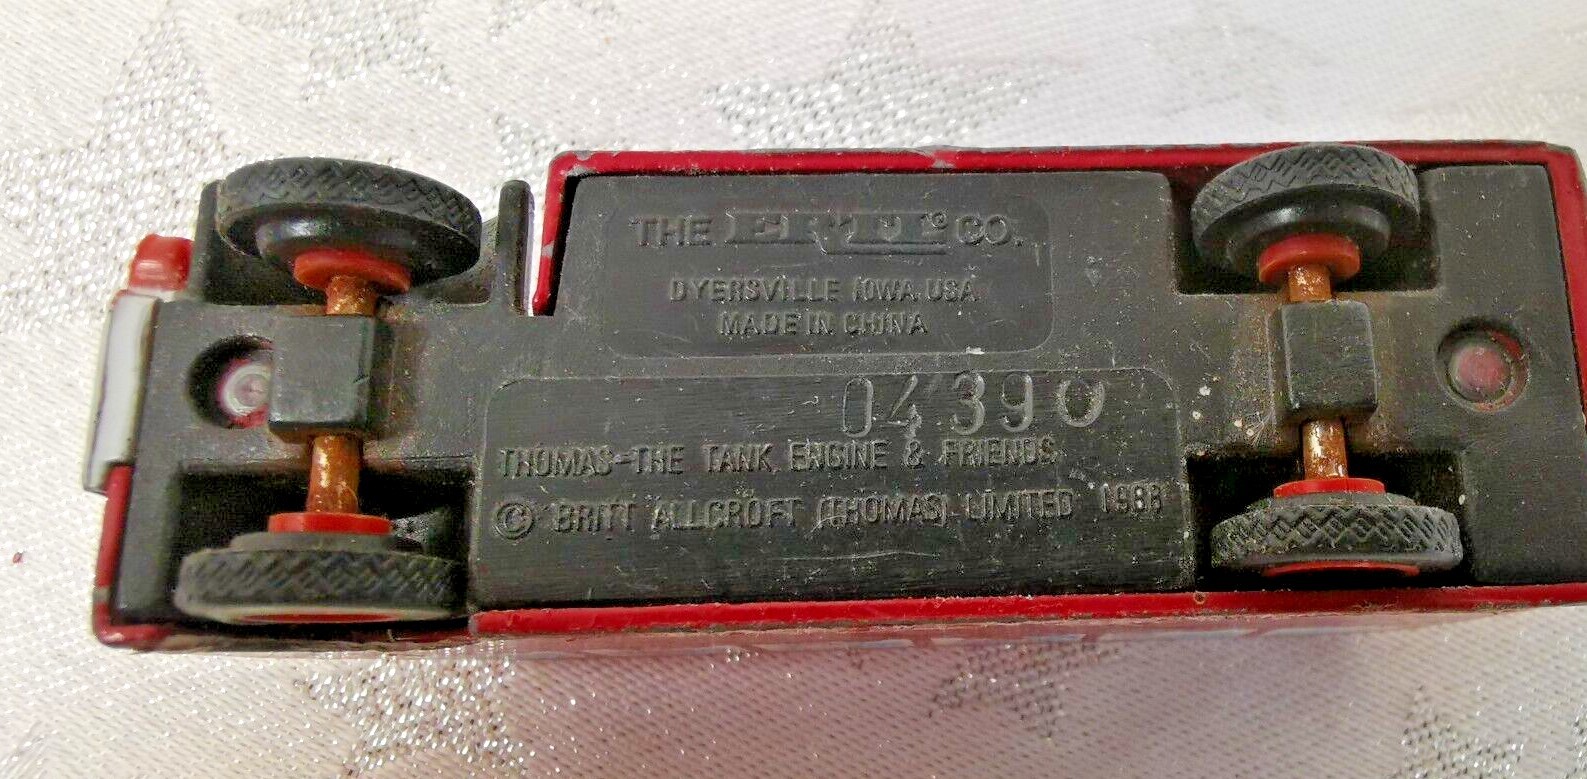 THE ERTL CO.
DYERSVILLE IOWA, USA
MADE IN CHINA
04390
THOMAS THE TANK ENGINE & FRIENDS
© BRITT ALLCROFT (THOMAS) LIMITED 1988